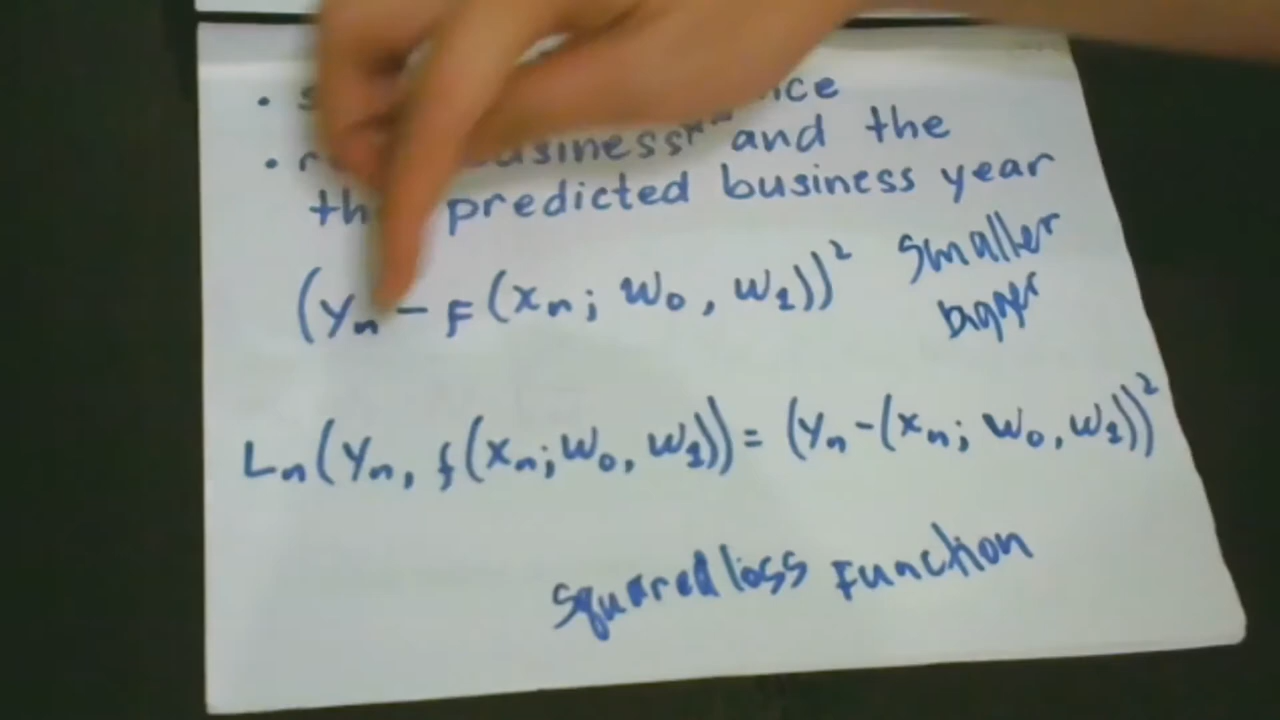 and the
predicted business year
(yₙ - F(xₙ; w₀, w₁))² smaller
bigger
Lₙ(yₙ, f(xₙ; w₀, w₁)) = (yₙ - (xₙ; w₀, w₁))²
squared loss Function